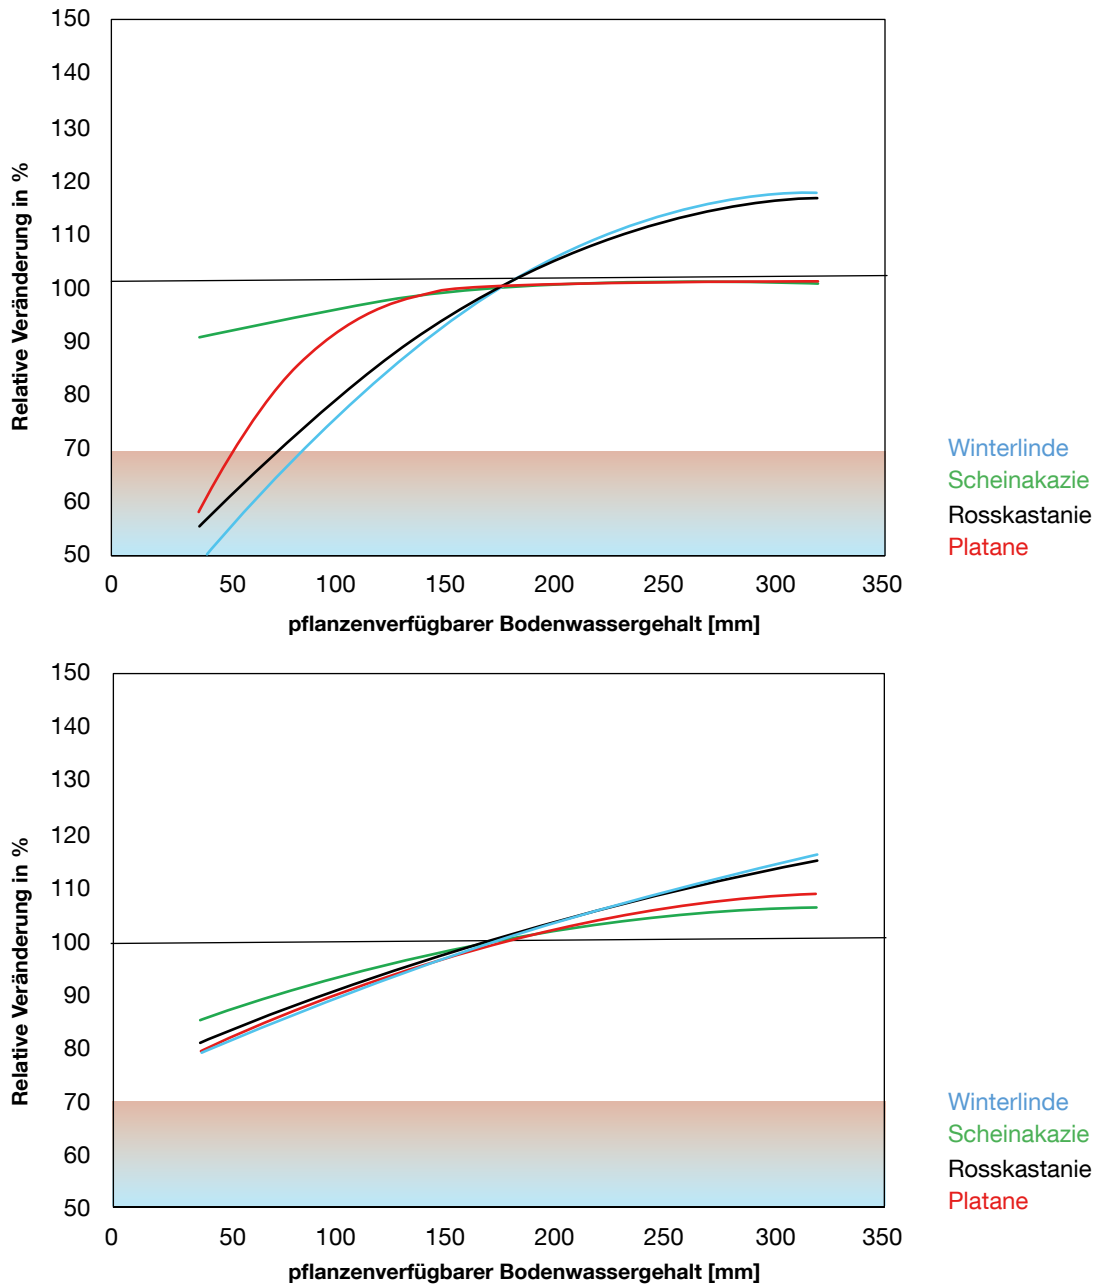 150
140
130
120
110
100
90
80
70
60
50
Relative Veränderung in %
0 50 100 150 200 250 300 350
pflanzenverfügbarer Bodenwassergehalt [mm]
Winterlinde
Scheinakazie
Rosskastanie
Platane
150
140
130
120
110
100
90
80
70
60
50
Relative Veränderung in %
0 50 100 150 200 250 300 350
pflanzenverfügbarer Bodenwassergehalt [mm]
Winterlinde
Scheinakazie
Rosskastanie
Platane